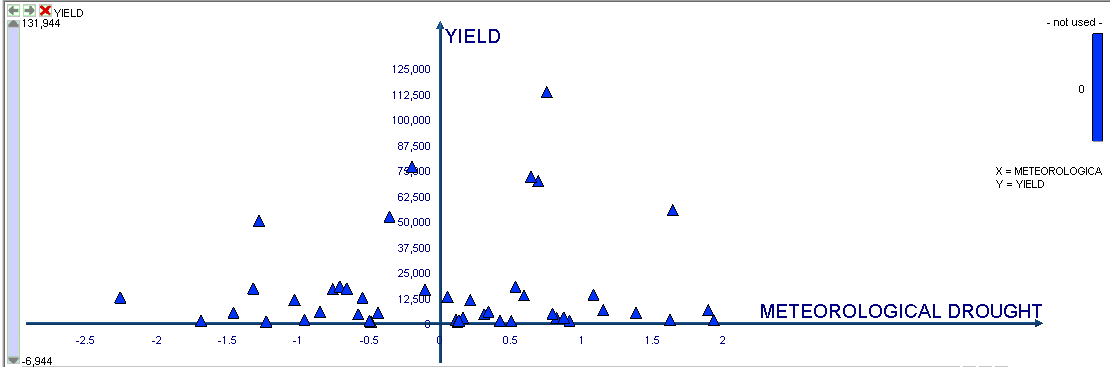 YIELD
131,944
- not used -
YIELD
125,000
112,500
0
100,000
87,500
75,000
X = METEOROLOGICA
Y = YIELD
62,500
50,000
37,500
25,000
12,500
METEOROLOGICAL DROUGHT
0
-2.5 -2 -1.5 -1 -0.5 0 0.5 1 1.5 2
-6,944